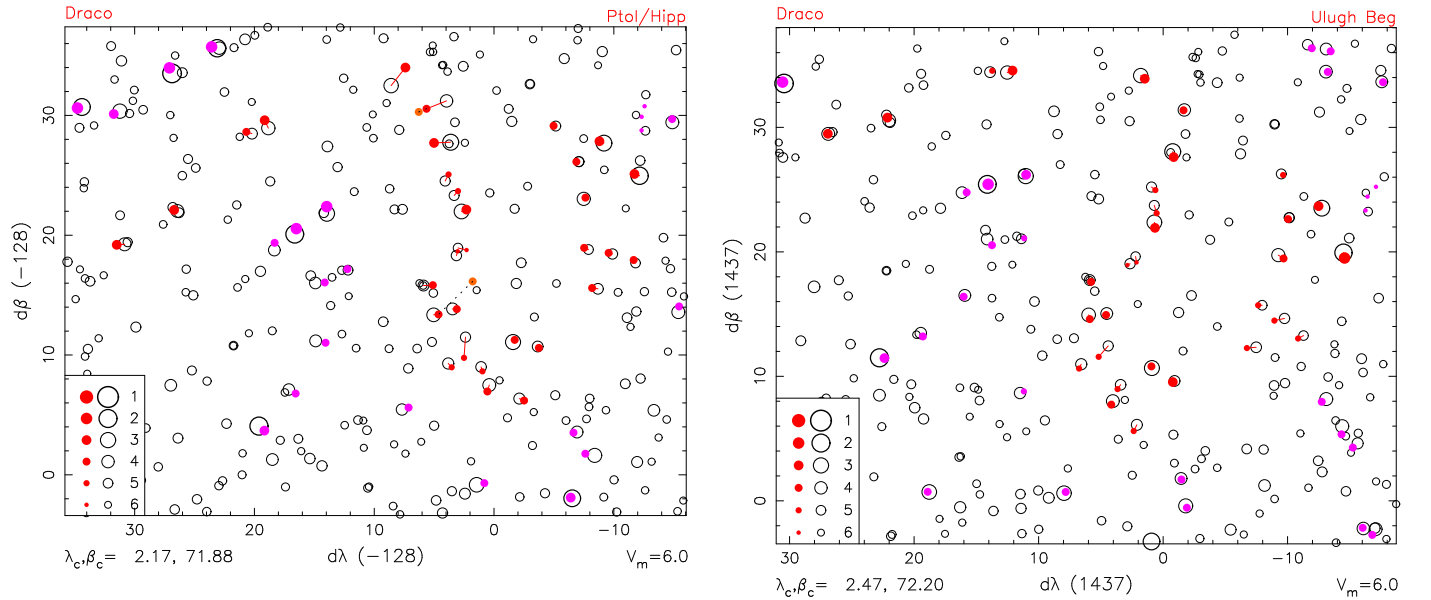 Draco Ptol/Hipp
dβ (−128)
30
20
10
0
1
2
3
4
5
6
30 20 10 0 −10
λc,βc= 2.17, 71.88 dλ (−128) Vm=6.0
Draco Ulugh Beg
dβ (1437)
30
20
10
0
1
2
3
4
5
6
30 20 10 0 −10
λc,βc= 2.47, 72.20 dλ (1437) Vm=6.0